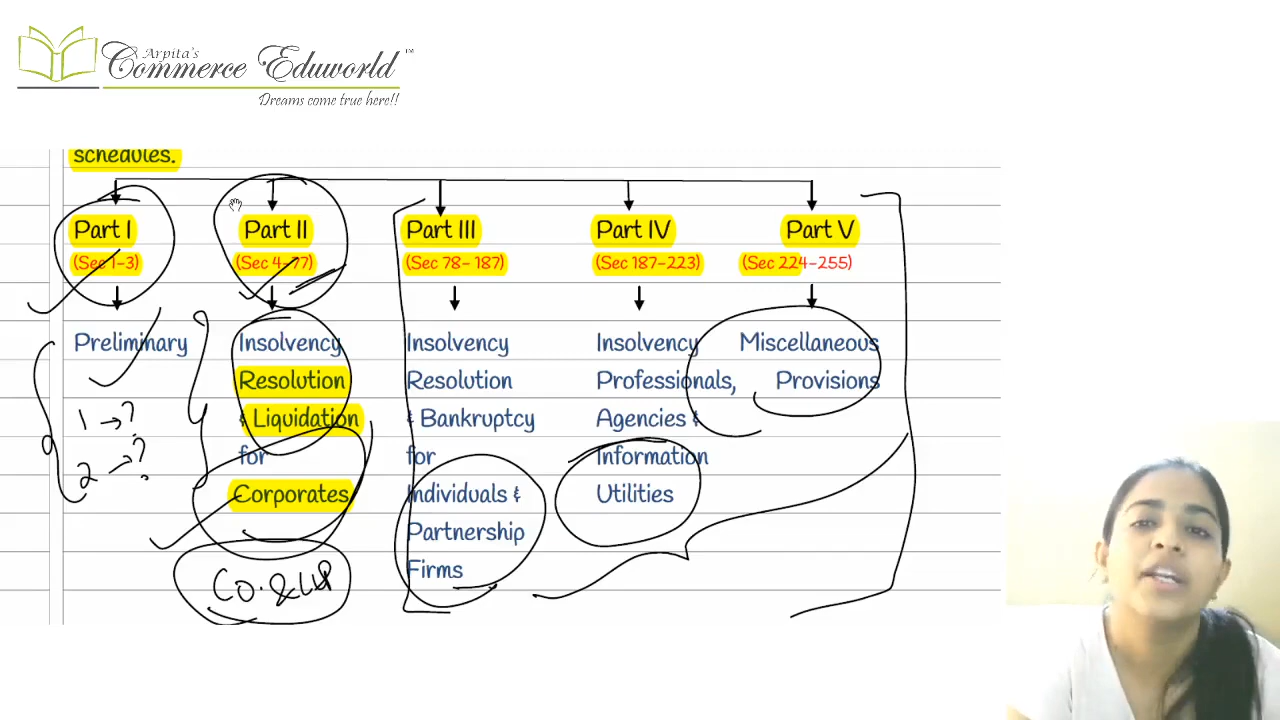 Arpita's
Commerce Eduworld™
Dreams come true here!!
schedules.
Part I
(Sec 1-3)
Preliminary
1 → ?
2 → ?
Part II
(Sec 4-77)
Insolvency
Resolution
& Liquidation
for
Corporates
Co. & LLP
Part III
(Sec 78- 187)
Insolvency
Resolution
& Bankruptcy
for
Individuals &
Partnership
Firms
Part IV
(Sec 187-223)
Insolvency
Professionals,
Agencies &
Information
Utilities
Part V
(Sec 224-255)
Miscellaneous
Provisions